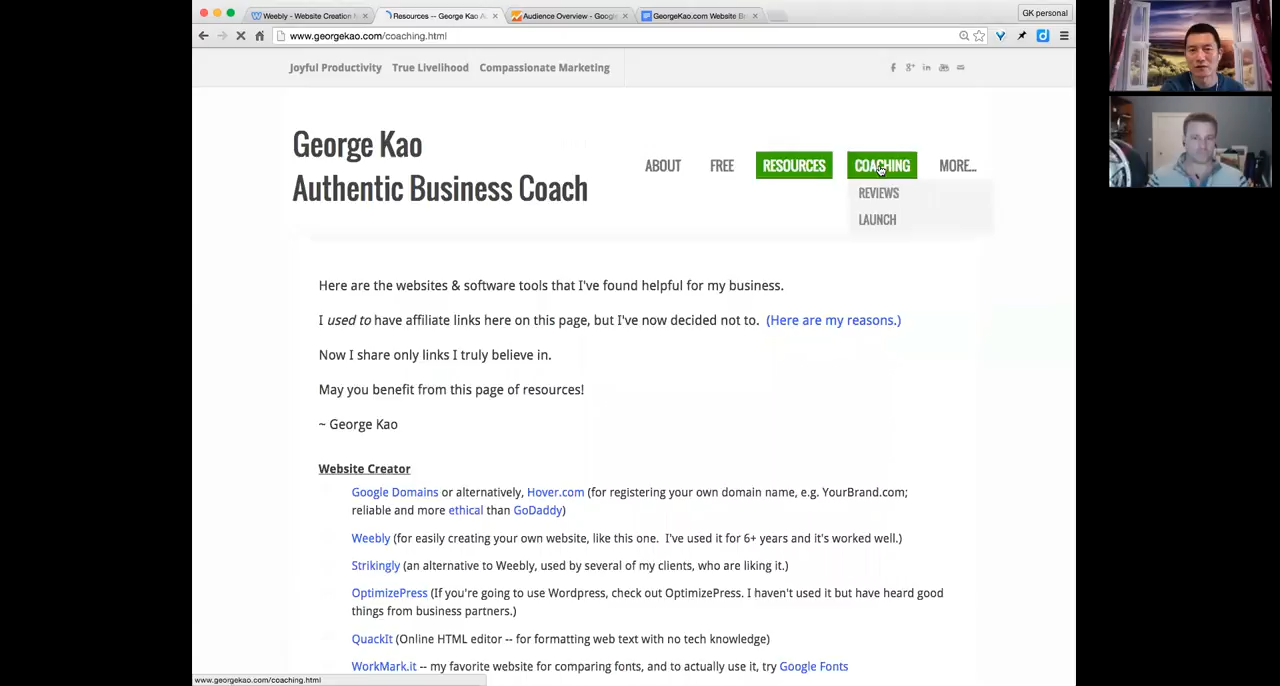 Weebly - Website Creation
Resources -- George Kao A
Audience Overview - Googl
GeorgeKao.com Website B
GK personal
www.georgekao.com/coaching.html
Joyful Productivity True Livelihood Compassionate Marketing
George Kao
Authentic Business Coach
ABOUT FREE RESOURCES COACHING MORE...
REVIEWS
LAUNCH
Here are the websites & software tools that I've found helpful for my business.
I used to have affiliate links here on this page, but I've now decided not to. (Here are my reasons.)
Now I share only links I truly believe in.
May you benefit from this page of resources!
~ George Kao
Website Creator
Google Domains or alternatively, Hover.com (for registering your own domain name, e.g. YourBrand.com;
reliable and more ethical than GoDaddy)
Weebly (for easily creating your own website, like this one. I've used it for 6+ years and it's worked well.)
Strikingly (an alternative to Weebly, used by several of my clients, who are liking it.)
OptimizePress (If you're going to use Wordpress, check out OptimizePress. I haven't used it but have heard good
things from business partners.)
QuackIt (Online HTML editor -- for formatting web text with no tech knowledge)
WorkMark.it -- my favorite website for comparing fonts, and to actually use it, try Google Fonts
www.georgekao.com/coaching.html